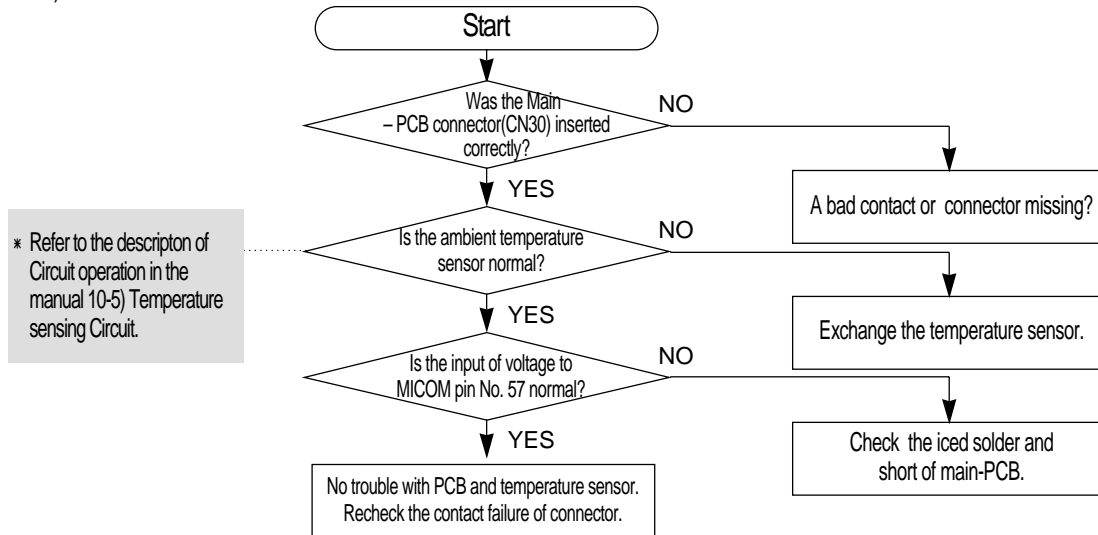 Start
Was the Main
– PCB connector(CN30) inserted
correctly?
NO
YES
A bad contact or connector missing?
* Refer to the descripton of
Circuit operation in the
manual 10-5) Temperature
sensing Circuit.
Is the ambient temperature
sensor normal?
NO
YES
Exchange the temperature sensor.
Is the input of voltage to
MICOM pin No. 57 normal?
NO
YES
Check the iced solder and
short of main-PCB.
No trouble with PCB and temperature sensor.
Recheck the contact failure of connector.